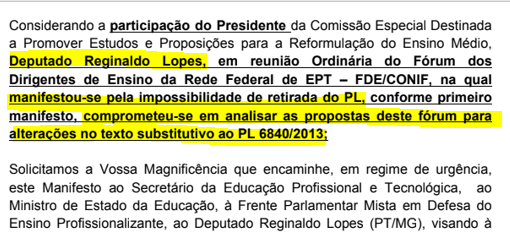 Considerando a participação do Presidente da Comissão Especial Destinada
a Promover Estudos e Proposições para a Reformulação do Ensino Médio,
Deputado Reginaldo Lopes, em reunião Ordinária do Fórum dos
Dirigentes de Ensino da Rede Federal de EPT – FDE/CONIF, na qual
manifestou-se pela impossibilidade de retirada do PL, conforme primeiro
manifesto, comprometeu-se em analisar as propostas deste fórum para
alterações no texto substitutivo ao PL 6840/2013;
Solicitamos a Vossa Magnificência que encaminhe, em regime de urgência,
este Manifesto ao Secretário da Educação Profissional e Tecnológica, ao
Ministro de Estado da Educação, à Frente Parlamentar Mista em Defesa do
Ensino Profissionalizante, ao Deputado Reginaldo Lopes (PT/MG), visando à